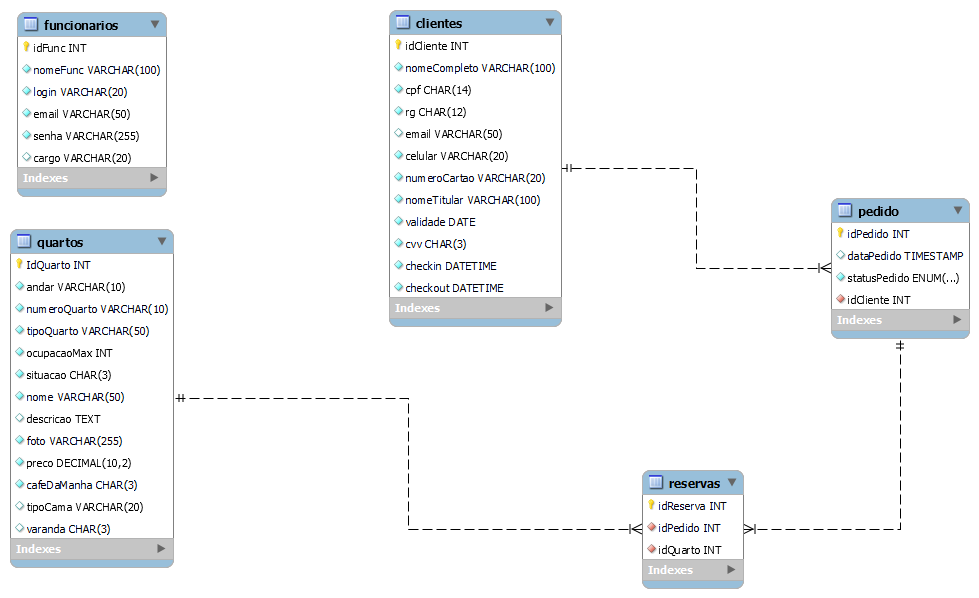 funcionarios
idFunc INT
nomeFunc VARCHAR(100)
login VARCHAR(20)
email VARCHAR(50)
senha VARCHAR(255)
cargo VARCHAR(20)
Indexes
clientes
idCliente INT
nomeCompleto VARCHAR(100)
cpf CHAR(14)
rg CHAR(12)
email VARCHAR(50)
celular VARCHAR(20)
numeroCartao VARCHAR(20)
nomeTitular VARCHAR(100)
validade DATE
cvv CHAR(3)
checkin DATETIME
checkout DATETIME
Indexes
pedido
idPedido INT
dataPedido TIMESTAMP
statusPedido ENUM(...)
idCliente INT
Indexes
quartos
IdQuarto INT
andar VARCHAR(10)
numeroQuarto VARCHAR(10)
tipoQuarto VARCHAR(50)
ocupacaoMax INT
situacao CHAR(3)
nome VARCHAR(50)
descricao TEXT
foto VARCHAR(255)
preco DECIMAL(10,2)
cafeDaManha CHAR(3)
tipoCama VARCHAR(20)
varanda CHAR(3)
Indexes
reservas
idReserva INT
idPedido INT
idQuarto INT
Indexes